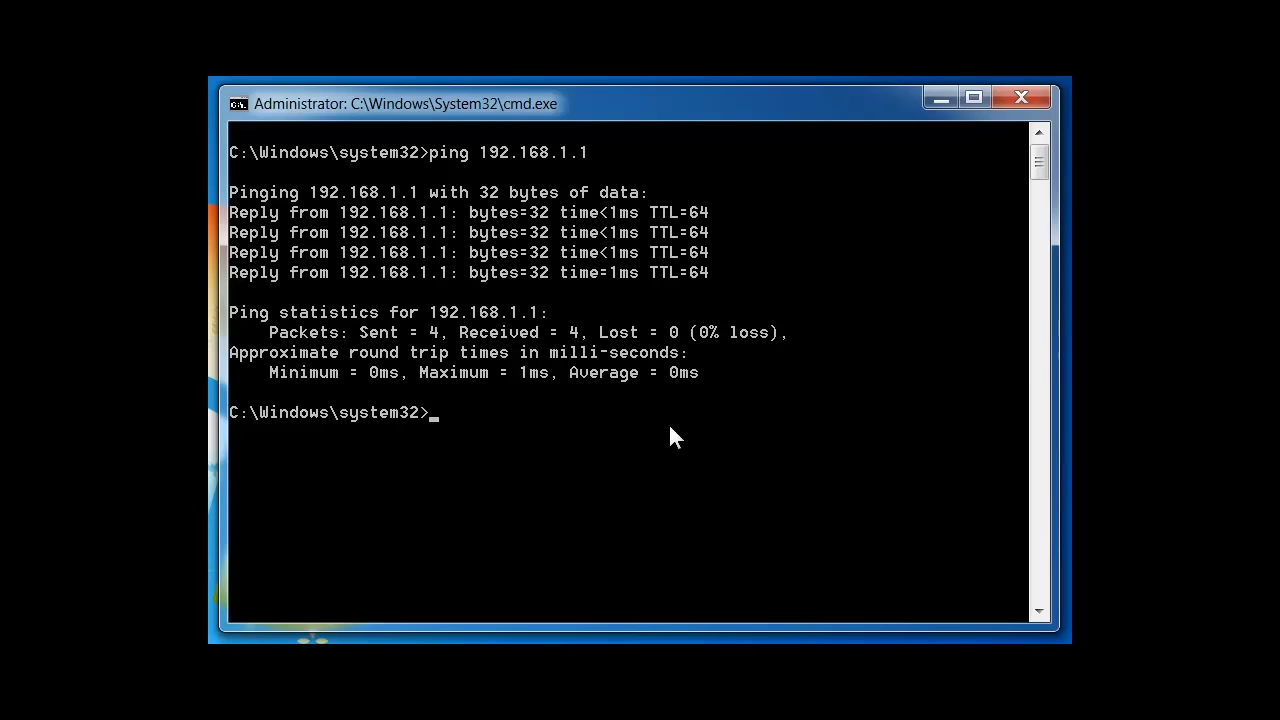 Administrator: C:\Windows\System32\cmd.exe
C:\Windows\system32>ping 192.168.1.1
Pinging 192.168.1.1 with 32 bytes of data:
Reply from 192.168.1.1: bytes=32 time<1ms TTL=64
Reply from 192.168.1.1: bytes=32 time<1ms TTL=64
Reply from 192.168.1.1: bytes=32 time<1ms TTL=64
Reply from 192.168.1.1: bytes=32 time=1ms TTL=64
Ping statistics for 192.168.1.1:
Packets: Sent = 4, Received = 4, Lost = 0 (0% loss),
Approximate round trip times in milli-seconds:
Minimum = 0ms, Maximum = 1ms, Average = 0ms
C:\Windows\system32>_